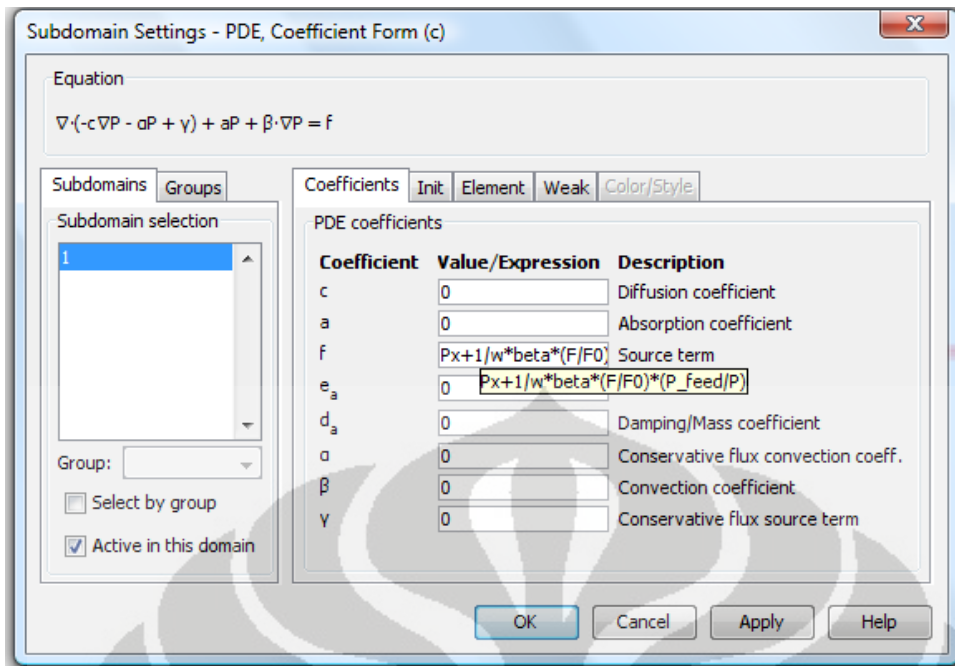 Subdomain Settings - PDE, Coefficient Form (c)
Equation
∇·(-c∇P - αP + γ) + aP + β·∇P = f
Subdomains Groups
Subdomain selection
1
Group:
Select by group
Active in this domain
Coefficients Init Element Weak Color/Style
PDE coefficients
Coefficient Value/Expression Description
c 0 Diffusion coefficient
a 0 Absorption coefficient
f Px+1/w*beta*(F/F0) Source term
Px+1/w*beta*(F/F0)*(P_feed/P)
eₐ 0
dₐ 0 Damping/Mass coefficient
α 0 Conservative flux convection coeff.
β 0 Convection coefficient
γ 0 Conservative flux source term
OK Cancel Apply Help